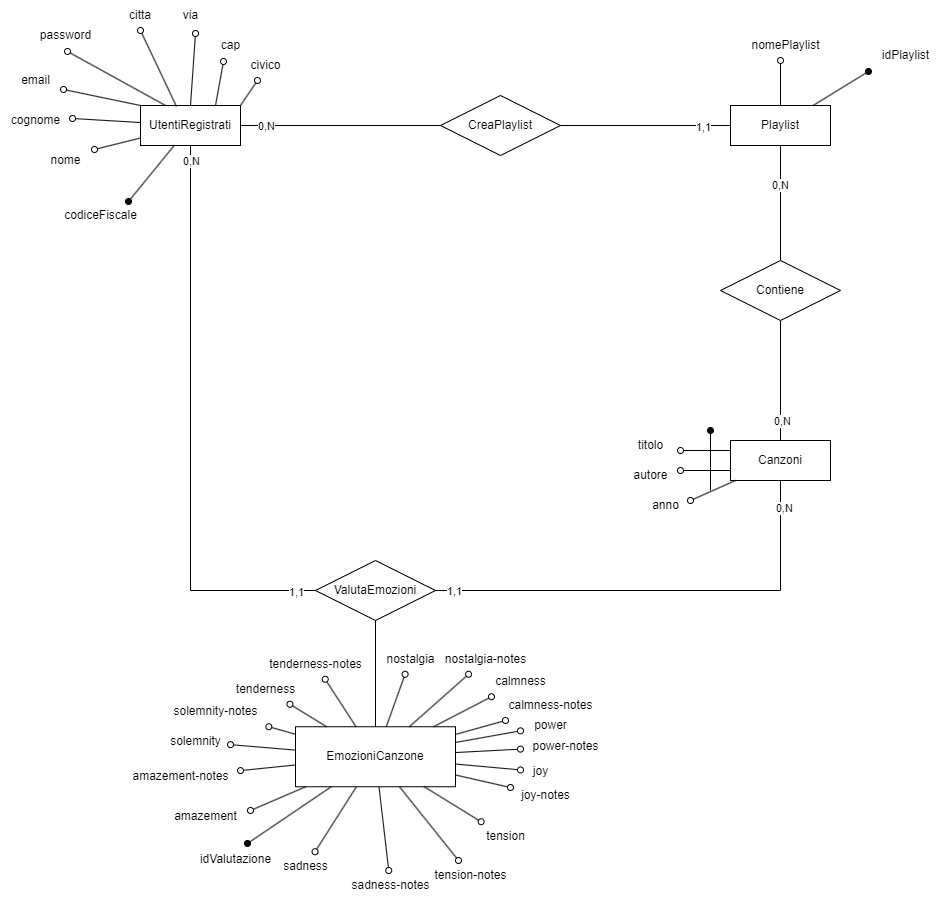 citta
via
password
cap
nomePlaylist
idPlaylist
civico
email
cognome
UtentiRegistrati
0,N
CreaPlaylist
1,1
Playlist
nome
0,N
0,N
codiceFiscale
Contiene
0,N
titolo
Canzoni
autore
anno
0,N
1,1
ValutaEmozioni
1,1
tenderness-notes
nostalgia
nostalgia-notes
tenderness
calmness
solemnity-notes
calmness-notes
power
solemnity
power-notes
EmozioniCanzone
amazement-notes
joy
joy-notes
amazement
tension
idValutazione
sadness
tension-notes
sadness-notes